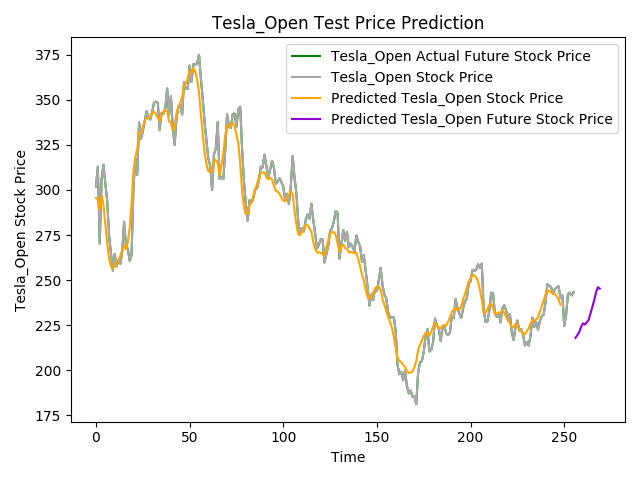 Tesla_Open Test Price Prediction
Tesla_Open Actual Future Stock Price
Tesla_Open Stock Price
Predicted Tesla_Open Stock Price
Predicted Tesla_Open Future Stock Price
Tesla_Open Stock Price
375
350
325
300
275
250
225
200
175
0 50 100 150 200 250
Time